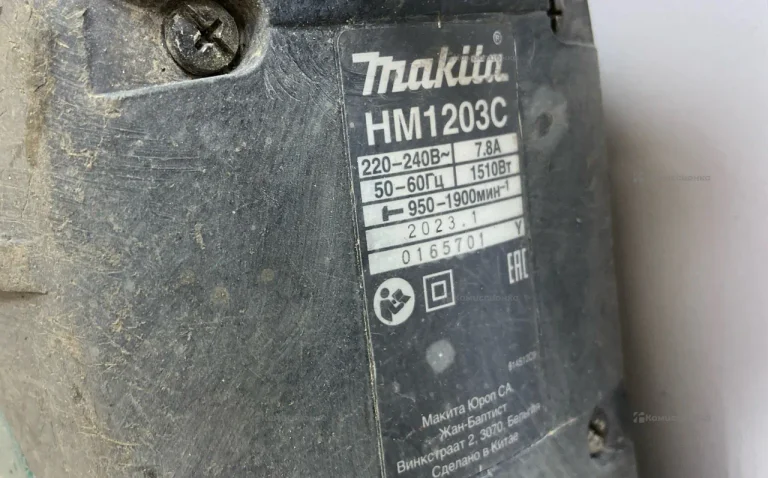 makita®
HM1203C
220-240В~ 7.8А
50-60Гц 1510Вт
950-1900мин⁻¹
2023.1
0165701 Y
EAC
Макита Юроп СА
Жан-Баптист
Винкстраат 2, 3070, Бельгия
Сделано в Китае